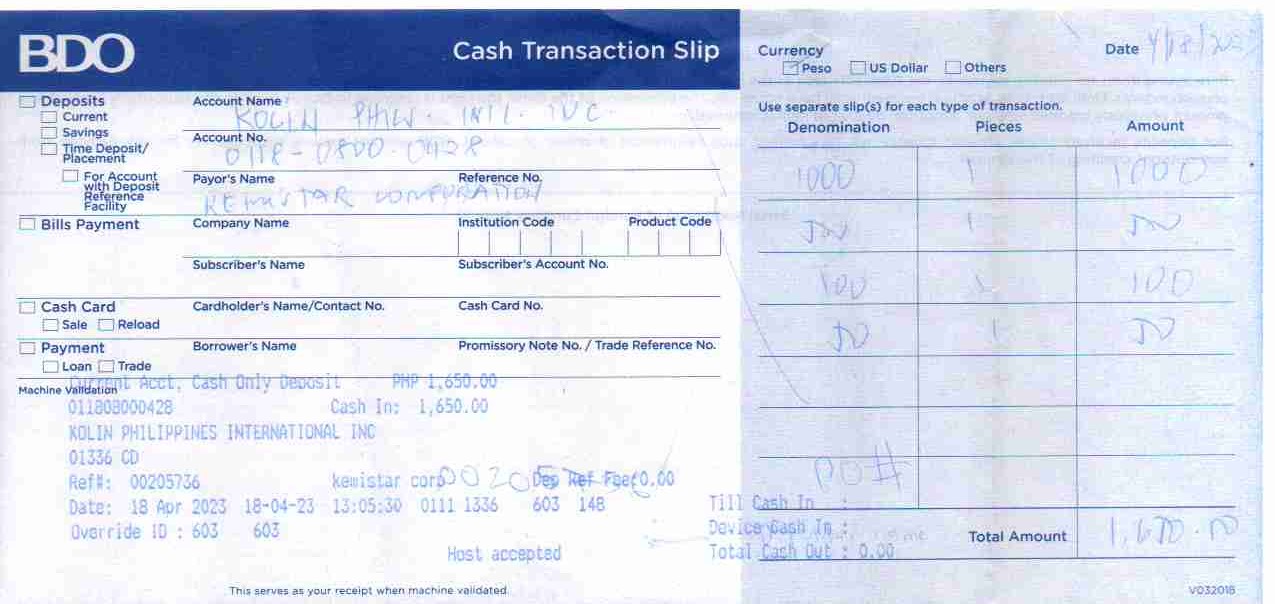 BDO
Cash Transaction Slip
Currency
Peso US Dollar Others
Date 4/18/2023
Deposits
Current
Savings
Time Deposit/
Placement
For Account
with Deposit
Reference
Facility
Account Name
KOLIN PHIL. INTL. INC.
Account No.
0118-0800-0428
Payor's Name Reference No.
KEMISTAR CORPORATION
Bills Payment
Company Name Institution Code Product Code
Subscriber's Name Subscriber's Account No.
Cash Card
Sale Reload
Cardholder's Name/Contact No. Cash Card No.
Payment
Loan Trade
Borrower's Name Promissory Note No. / Trade Reference No.
Use separate slip(s) for each type of transaction.
Denomination Pieces Amount
1000 1 1000
500 1 500
100 1 100
50 1 50
PO#
Total Amount 1,650.00
Machine Validation
Current Acct. Cash Only Deposit PHP 1,650.00
011808000428 Cash In: 1,650.00
KOLIN PHILIPPINES INTERNATIONAL INC
01336 CD
Ref#: 00205736 kemistar corp Dep Ref Fee: 0.00
Date: 18 Apr 2023 18-04-23 13:05:30 0111 1336 603 148
Override ID : 603 603
Host accepted
Till Cash In :
Device Cash In :
Total Cash Out : 0.00
This serves as your receipt when machine validated.
V032018